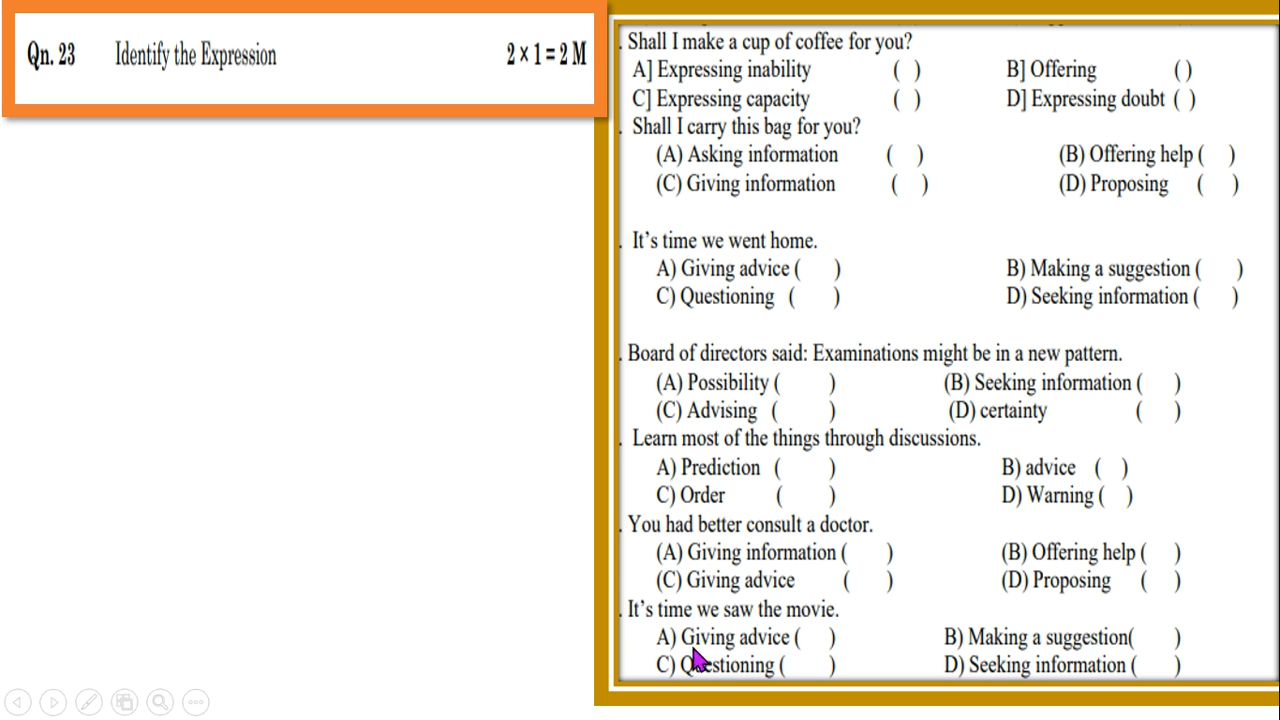 Qn. 23 Identify the Expression 2 × 1 = 2 M
. Shall I make a cup of coffee for you?
A] Expressing inability ( ) B] Offering ( )
C] Expressing capacity ( ) D] Expressing doubt ( )
. Shall I carry this bag for you?
(A) Asking information ( ) (B) Offering help ( )
(C) Giving information ( ) (D) Proposing ( )
. It's time we went home.
A) Giving advice ( ) B) Making a suggestion ( )
C) Questioning ( ) D) Seeking information ( )
. Board of directors said: Examinations might be in a new pattern.
(A) Possibility ( ) (B) Seeking information ( )
(C) Advising ( ) (D) certainty ( )
. Learn most of the things through discussions.
A) Prediction ( ) B) advice ( )
C) Order ( ) D) Warning ( )
. You had better consult a doctor.
(A) Giving information ( ) (B) Offering help ( )
(C) Giving advice ( ) (D) Proposing ( )
. It's time we saw the movie.
A) Giving advice ( ) B) Making a suggestion( )
C) Questioning ( ) D) Seeking information ( )